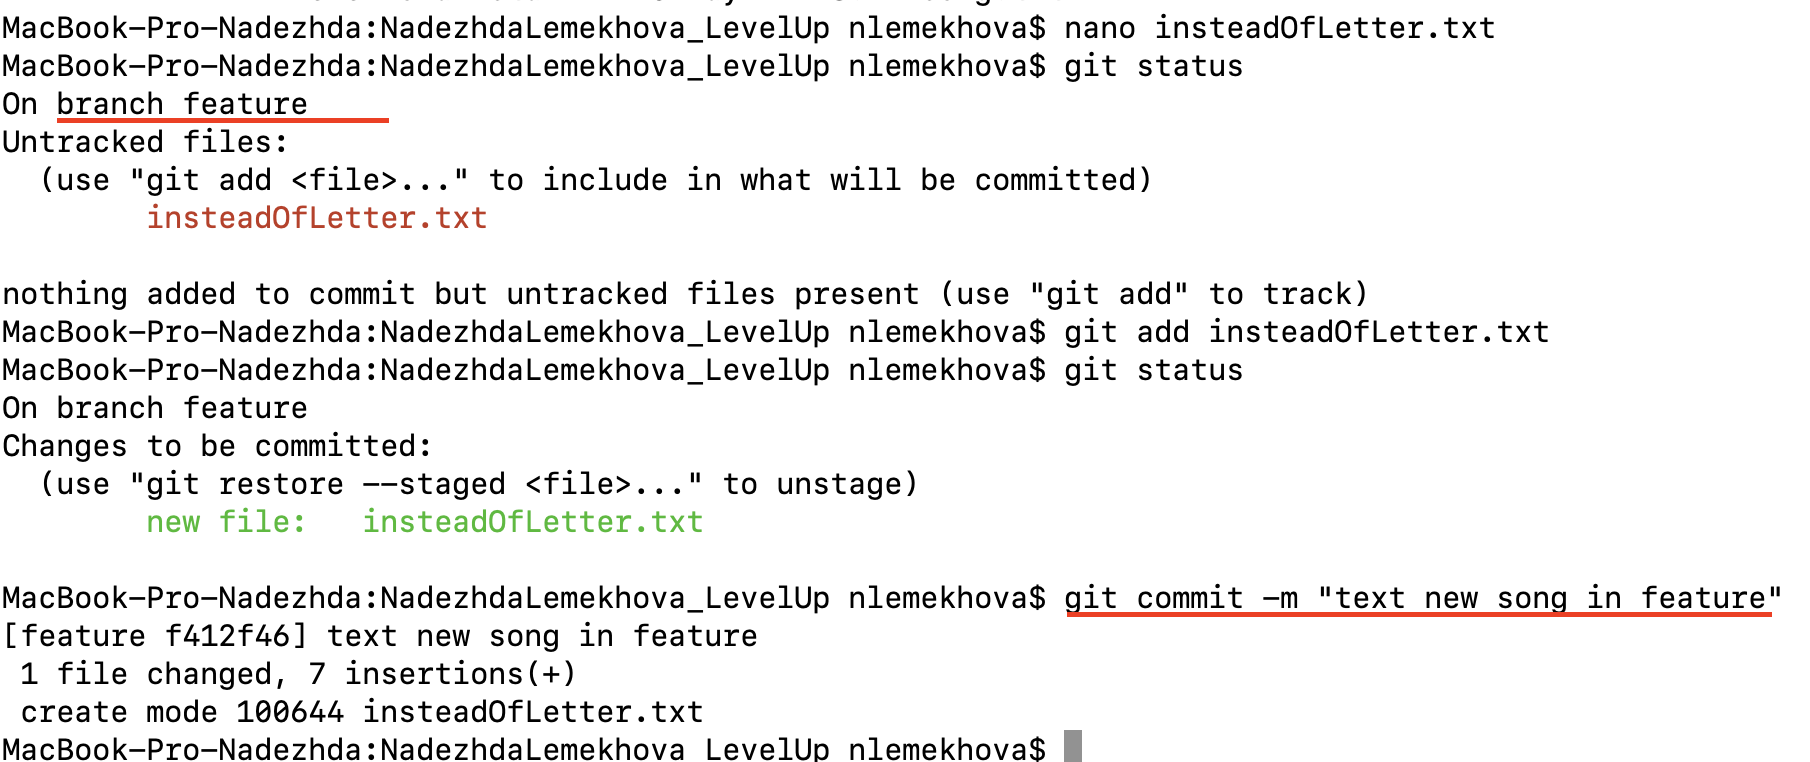 MacBook-Pro-Nadezhda:NadezhdaLemekhova_LevelUp nlemekhova$ nano insteadOfLetter.txt
MacBook-Pro-Nadezhda:NadezhdaLemekhova_LevelUp nlemekhova$ git status
On branch feature
Untracked files:
  (use "git add <file>..." to include in what will be committed)
        insteadOfLetter.txt

nothing added to commit but untracked files present (use "git add" to track)
MacBook-Pro-Nadezhda:NadezhdaLemekhova_LevelUp nlemekhova$ git add insteadOfLetter.txt
MacBook-Pro-Nadezhda:NadezhdaLemekhova_LevelUp nlemekhova$ git status
On branch feature
Changes to be committed:
  (use "git restore --staged <file>..." to unstage)
        new file:   insteadOfLetter.txt

MacBook-Pro-Nadezhda:NadezhdaLemekhova_LevelUp nlemekhova$ git commit -m "text new song in feature"
[feature f412f46] text new song in feature
 1 file changed, 7 insertions(+)
 create mode 100644 insteadOfLetter.txt
MacBook-Pro-Nadezhda:NadezhdaLemekhova_LevelUp nlemekhova$